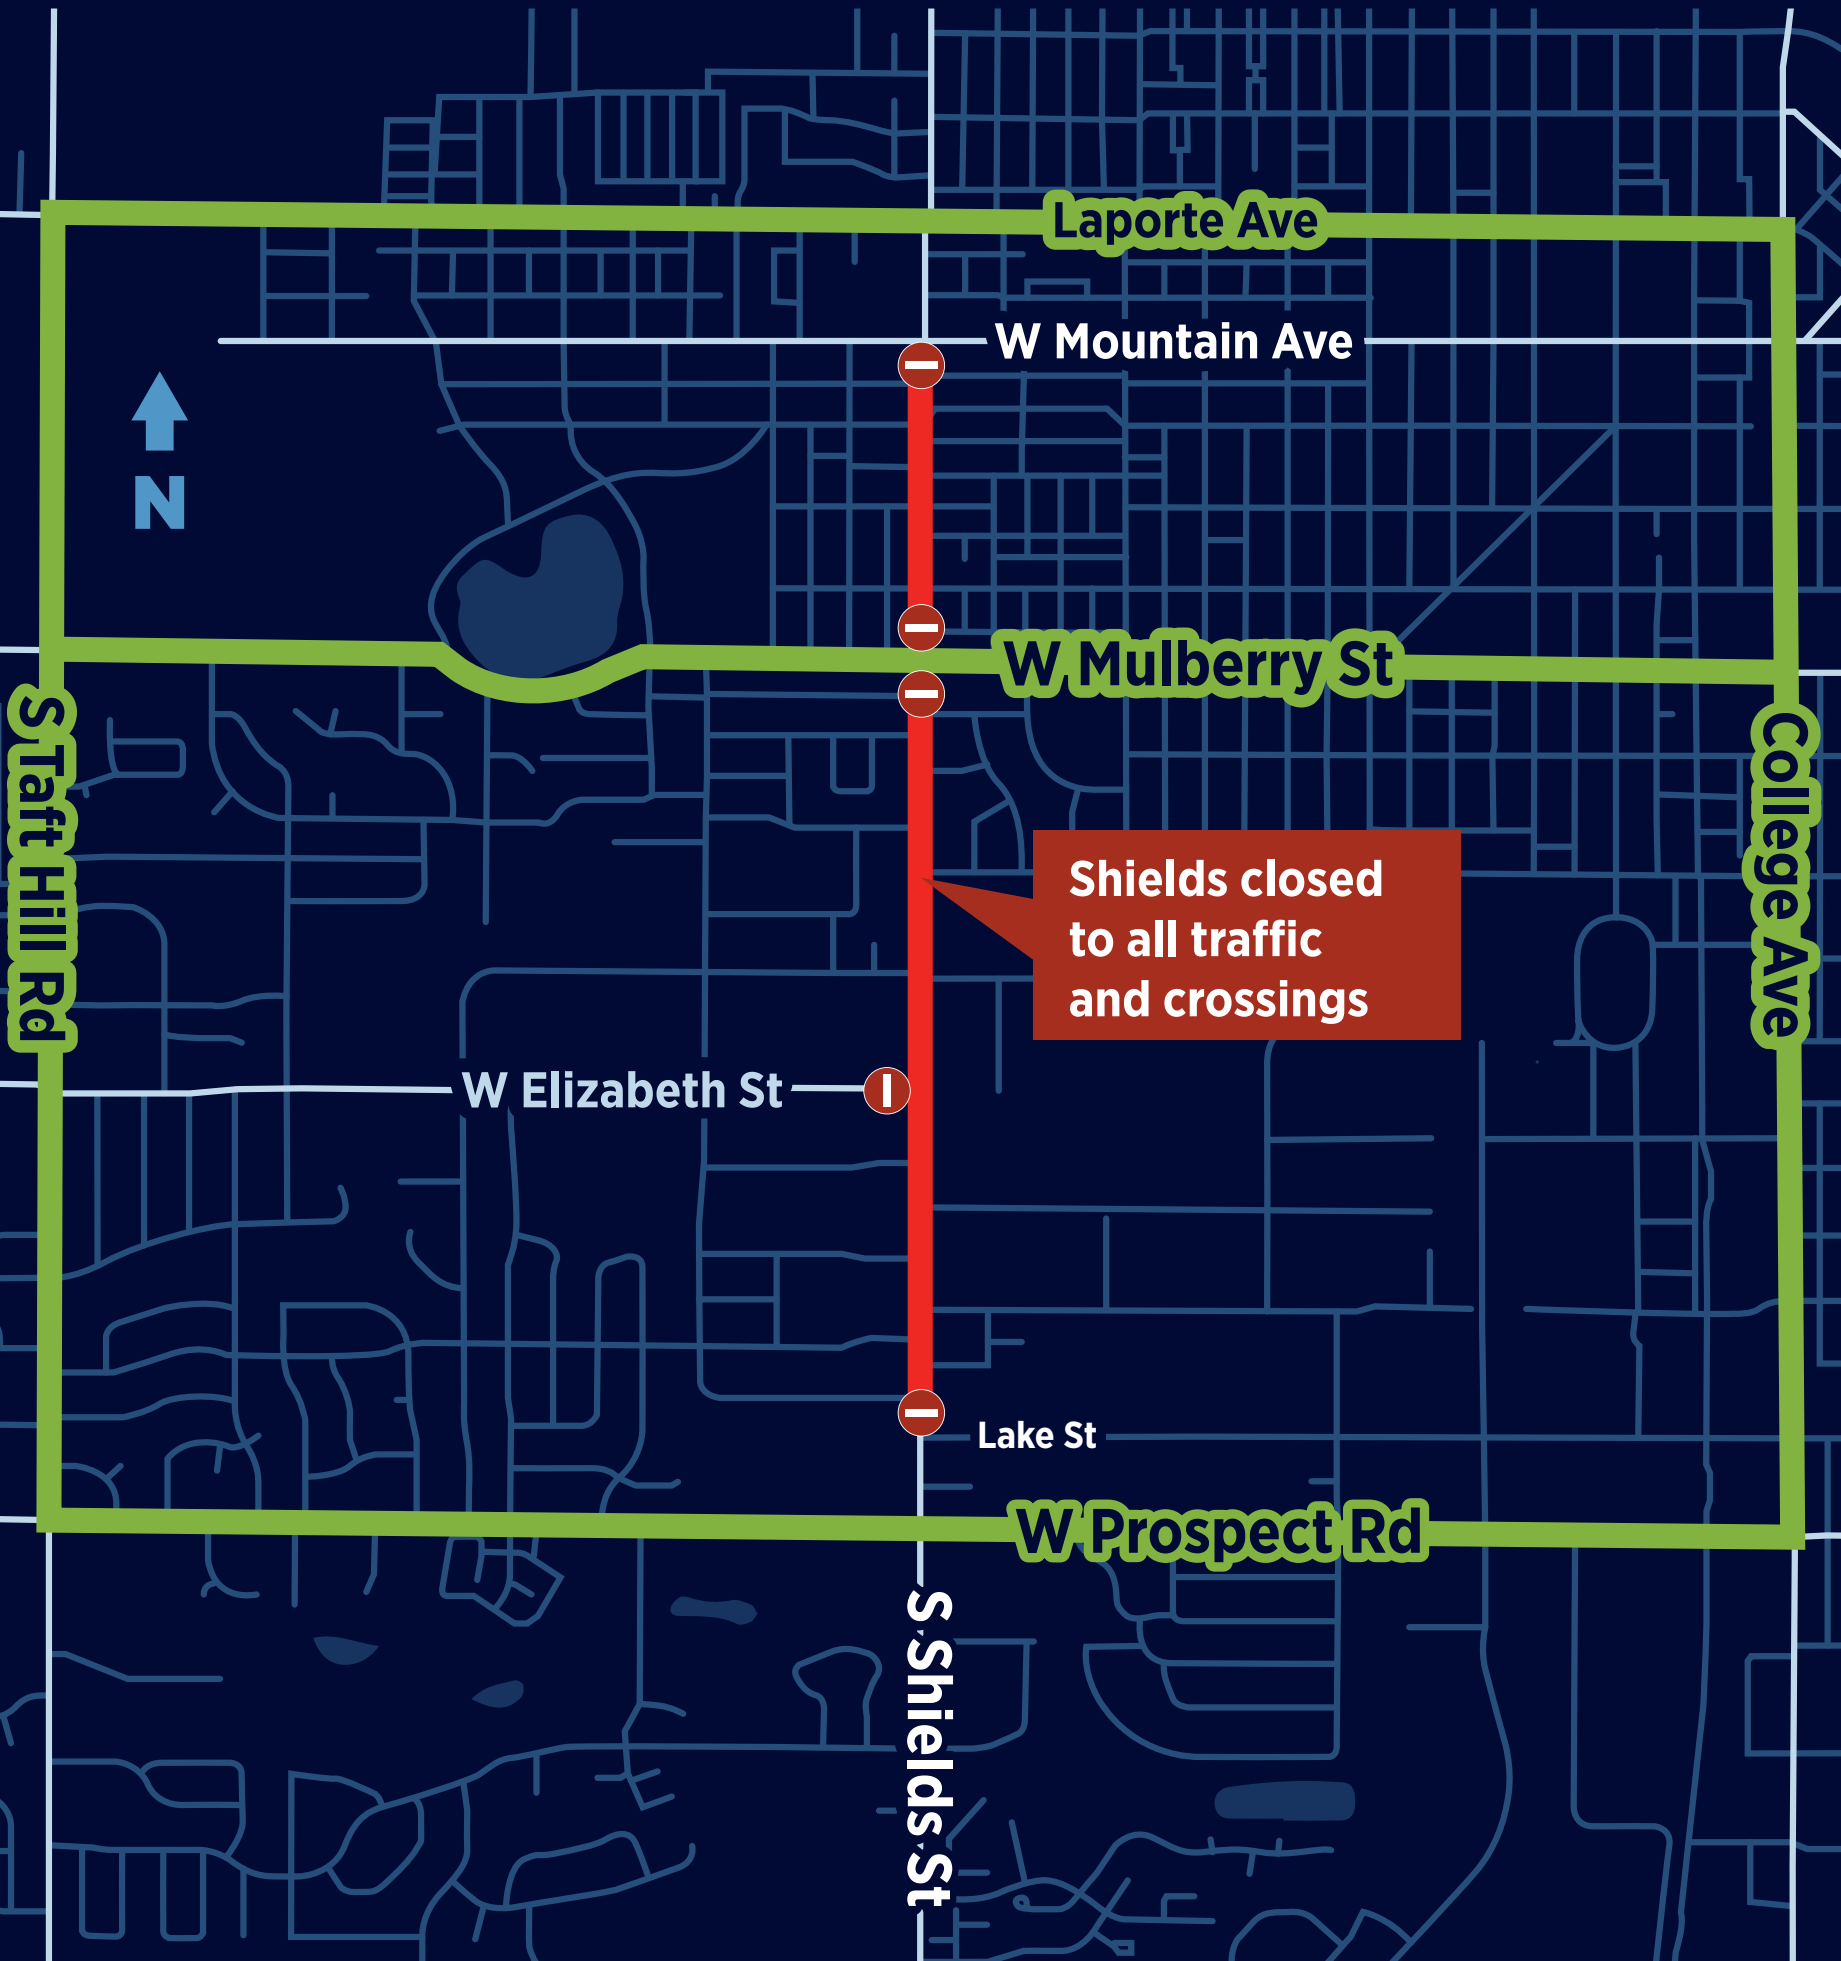 Laporte Ave
W Mountain Ave
N
W Mulberry St
S Taft Hill Rd
College Ave
Shields closed
to all traffic
and crossings
W Elizabeth St
Lake St
W Prospect Rd
S Shields St